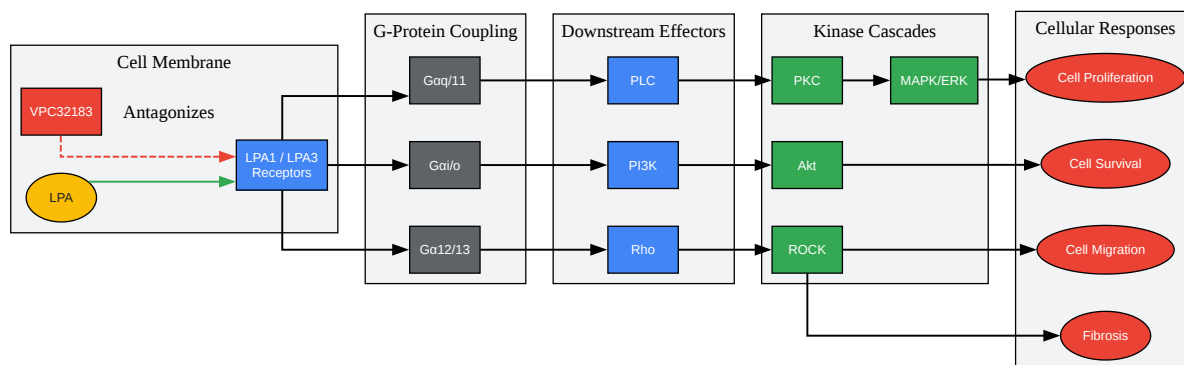 Cell Membrane
G-Protein Coupling
Downstream Effectors
Kinase Cascades
Cellular Responses
VPC32183
Antagonizes
LPA
LPA1 / LPA3
Receptors
Gαq/11
PLC
PKC
MAPK/ERK
Cell Proliferation
Gαi/o
PI3K
Akt
Cell Survival
Gα12/13
Rho
ROCK
Cell Migration
Fibrosis